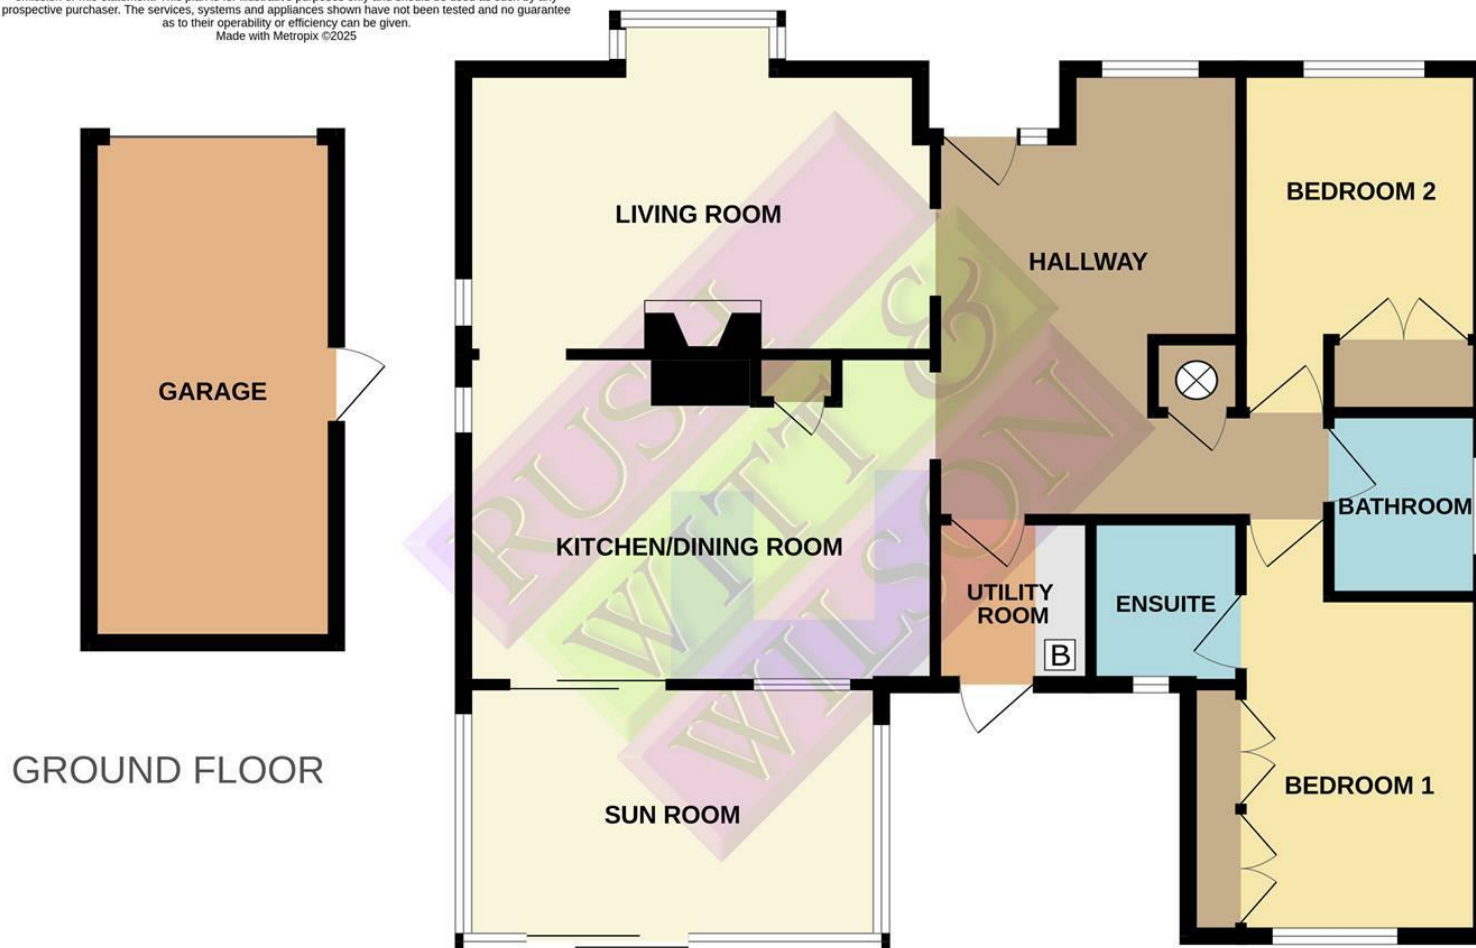 prospective purchaser. The services, systems and appliances shown have not been tested and no guarantee
as to their operability or efficiency can be given.
Made with Metropix ©2025
LIVING ROOM
BEDROOM 2
HALLWAY
GARAGE
KITCHEN/DINING ROOM
BATHROOM
UTILITY
ROOM
ENSUITE
B
GROUND FLOOR
SUN ROOM
BEDROOM 1
RUSH
WITT &
WILSON